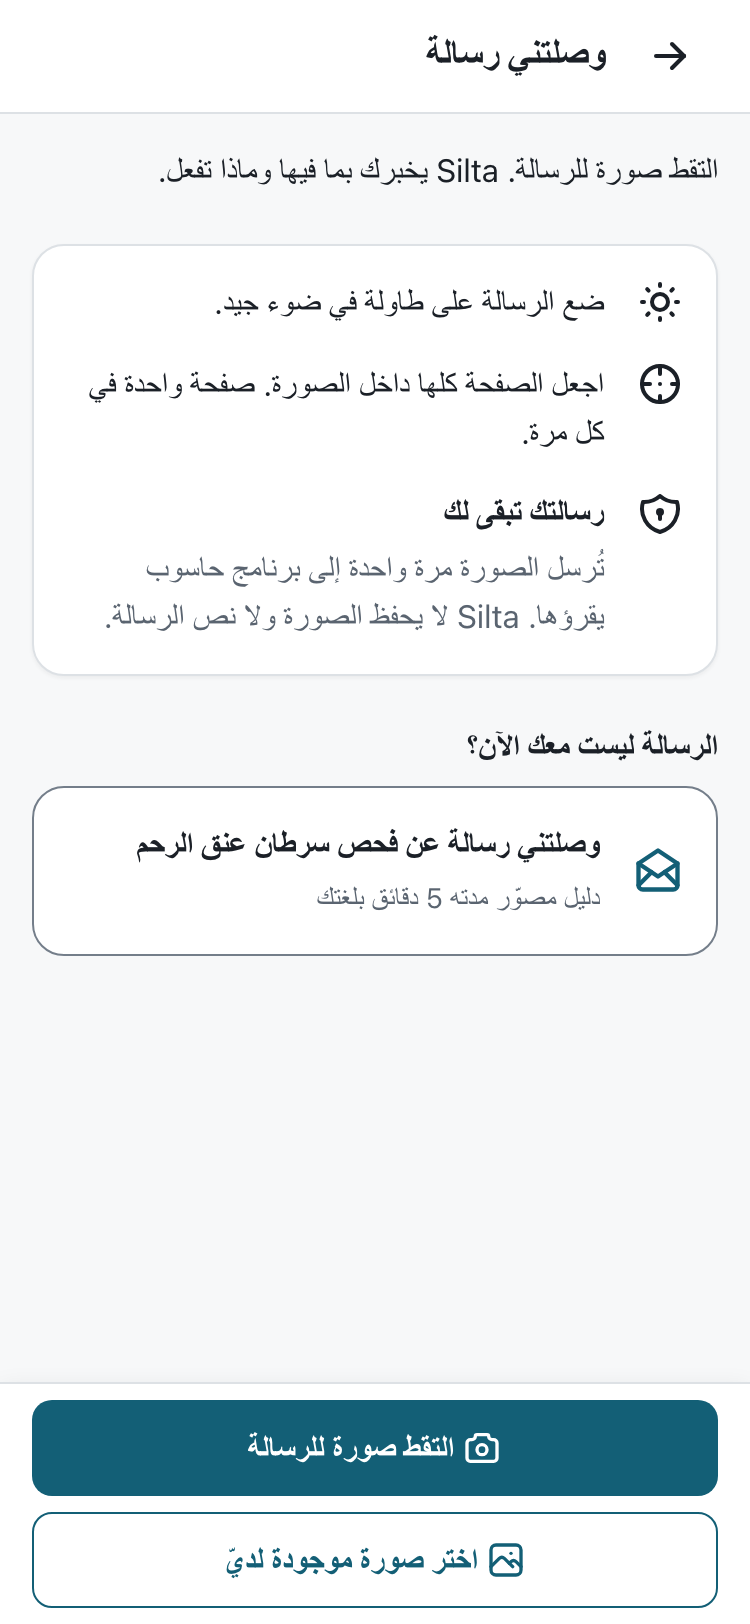 وصلتني رسالة
التقط صورة للرسالة. Silta يخبرك بما فيها وماذا تفعل.
ضع الرسالة على طاولة في ضوء جيد.
اجعل الصفحة كلها داخل الصورة. صفحة واحدة في
كل مرة.
رسالتك تبقى لك
تُرسل الصورة مرة واحدة إلى برنامج حاسوب
يقرؤها. Silta لا يحفظ الصورة ولا نص الرسالة.
الرسالة ليست معك الآن؟
وصلتني رسالة عن فحص سرطان عنق الرحم
دليل مصوّر مدته 5 دقائق بلغتك
التقط صورة للرسالة
اختر صورة موجودة لديّ